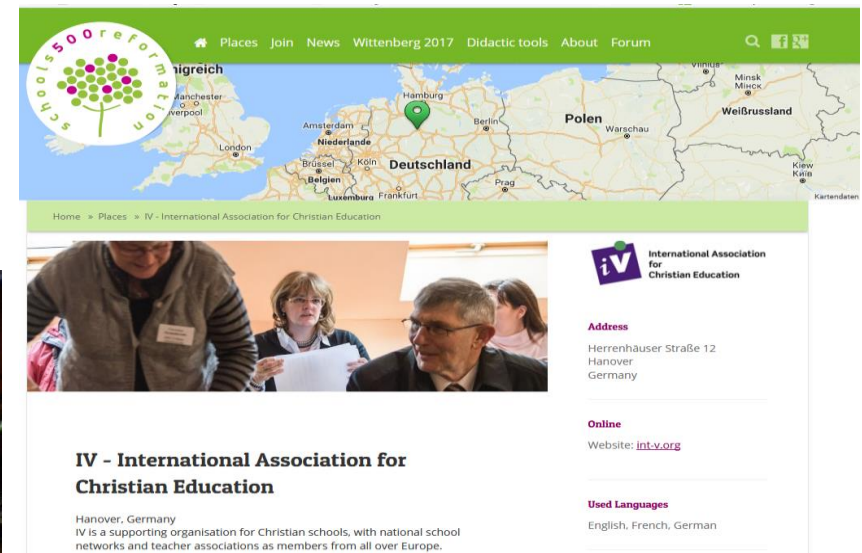 schools500reformation
Places Join News Wittenberg 2017 Didactic tools About Forum
nigreich
Manchester
verpool
London
Amsterdam
Niederlande
Brüssel
Belgien
Luxemburg
Köln
Frankfurt
Hamburg
Berlin
Deutschland
Prag
Polen
Warschau
Vilnius
Minsk
Мінск
Weißrussland
Kiew
Київ
Kartendaten
Home » Places » IV - International Association for Christian Education
iV
International Association
for
Christian Education
Address
Herrenhäuser Straße 12
Hanover
Germany
Online
Website: int-v.org
Used Languages
English, French, German
IV – International Association for
Christian Education
Hanover, Germany
IV is a supporting organisation for Christian schools, with national school
networks and teacher associations as members from all over Europe.